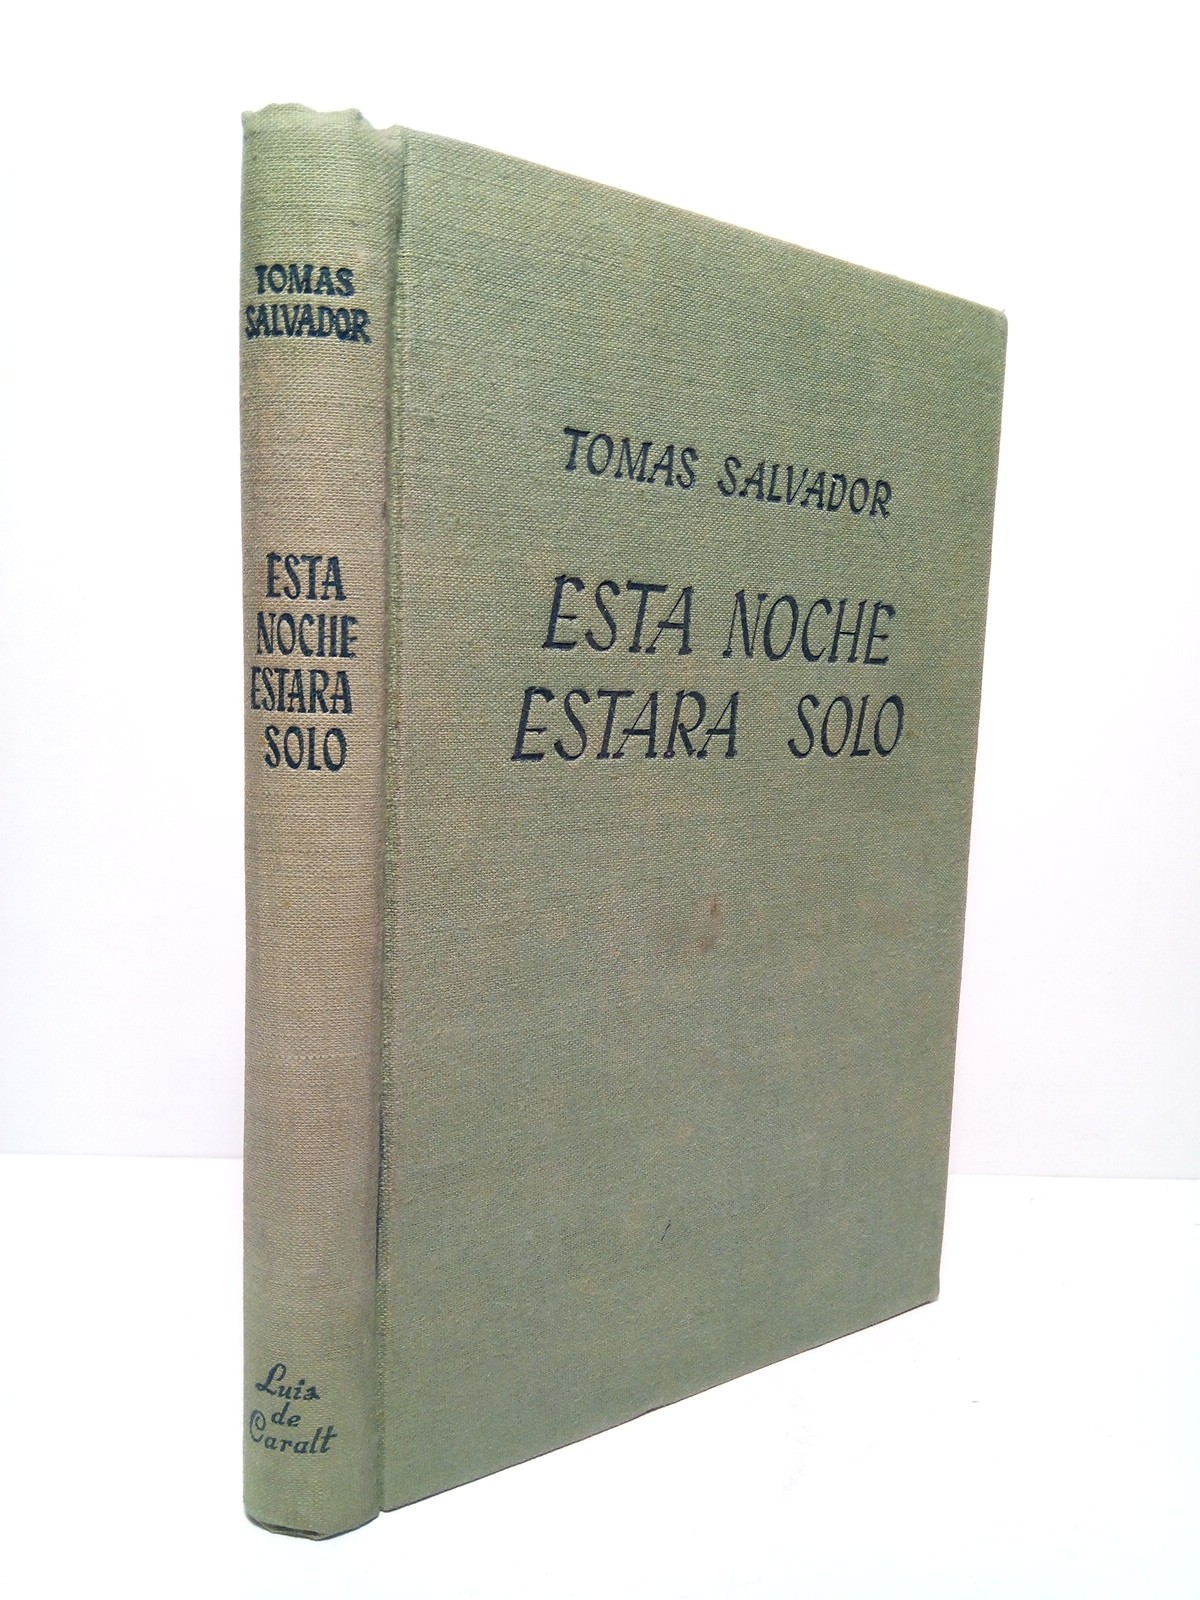 TOMAS
SALVADOR
ESTA
NOCHE
ESTARA
SOLO
Luis
de
Caralt
TOMAS SALVADOR
ESTA NOCHE
ESTARA SOLO